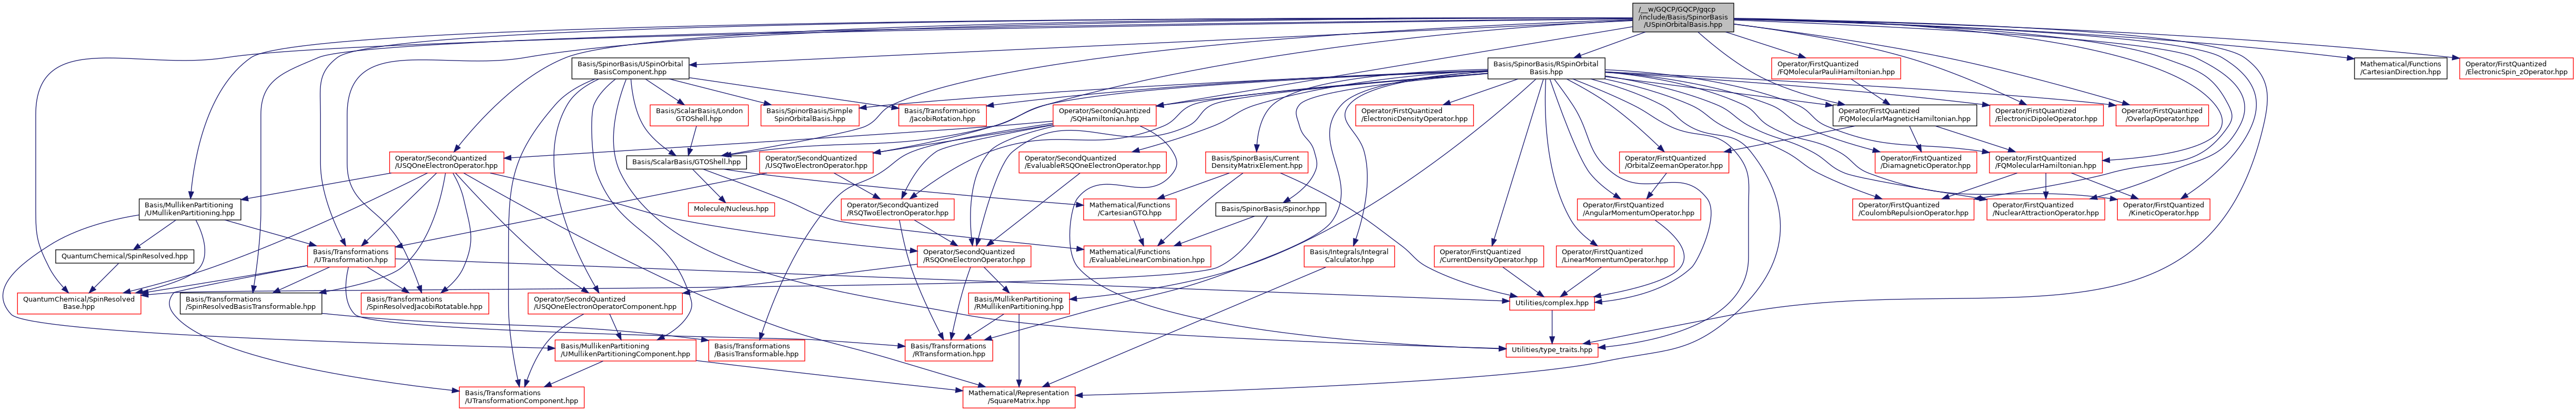 /__w/GQCP/GQCP/gqcp
/include/Basis/SpinorBasis
/USpinOrbitalBasis.hpp
Basis/SpinorBasis/USpinOrbital
BasisComponent.hpp
Basis/SpinorBasis/RSpinOrbital
Basis.hpp
Operator/FirstQuantized
/FQMolecularPauliHamiltonian.hpp
Mathematical/Functions
/CartesianDirection.hpp
Operator/FirstQuantized
/ElectronicSpin_zOperator.hpp
Basis/ScalarBasis/London
GTOShell.hpp
Basis/SpinorBasis/Simple
SpinOrbitalBasis.hpp
Basis/Transformations
/JacobiRotation.hpp
Operator/SecondQuantized
/SQHamiltonian.hpp
Operator/FirstQuantized
/ElectronicDensityOperator.hpp
Operator/FirstQuantized
/FQMolecularMagneticHamiltonian.hpp
Operator/FirstQuantized
/ElectronicDipoleOperator.hpp
Operator/FirstQuantized
/OverlapOperator.hpp
Operator/SecondQuantized
/USQOneElectronOperator.hpp
Basis/ScalarBasis/GTOShell.hpp
Operator/SecondQuantized
/USQTwoElectronOperator.hpp
Operator/SecondQuantized
/EvaluableRSQOneElectronOperator.hpp
Basis/SpinorBasis/Current
DensityMatrixElement.hpp
Operator/FirstQuantized
/OrbitalZeemanOperator.hpp
Operator/FirstQuantized
/DiamagneticOperator.hpp
Operator/FirstQuantized
/FQMolecularHamiltonian.hpp
Basis/MullikenPartitioning
/UMullikenPartitioning.hpp
Molecule/Nucleus.hpp
Operator/SecondQuantized
/RSQTwoElectronOperator.hpp
Mathematical/Functions
/CartesianGTO.hpp
Basis/SpinorBasis/Spinor.hpp
Operator/FirstQuantized
/AngularMomentumOperator.hpp
Operator/FirstQuantized
/CoulombRepulsionOperator.hpp
Operator/FirstQuantized
/NuclearAttractionOperator.hpp
Operator/FirstQuantized
/KineticOperator.hpp
QuantumChemical/SpinResolved.hpp
Basis/Transformations
/UTransformation.hpp
Operator/SecondQuantized
/RSQOneElectronOperator.hpp
Mathematical/Functions
/EvaluableLinearCombination.hpp
Basis/Integrals/Integral
Calculator.hpp
Operator/FirstQuantized
/CurrentDensityOperator.hpp
Operator/FirstQuantized
/LinearMomentumOperator.hpp
QuantumChemical/SpinResolved
Base.hpp
Basis/Transformations
/SpinResolvedBasisTransformable.hpp
Basis/Transformations
/SpinResolvedJacobiRotatable.hpp
Operator/SecondQuantized
/USQOneElectronOperatorComponent.hpp
Basis/MullikenPartitioning
/RMullikenPartitioning.hpp
Utilities/complex.hpp
Basis/MullikenPartitioning
/UMullikenPartitioningComponent.hpp
Basis/Transformations
/BasisTransformable.hpp
Basis/Transformations
/RTransformation.hpp
Utilities/type_traits.hpp
Basis/Transformations
/UTransformationComponent.hpp
Mathematical/Representation
/SquareMatrix.hpp